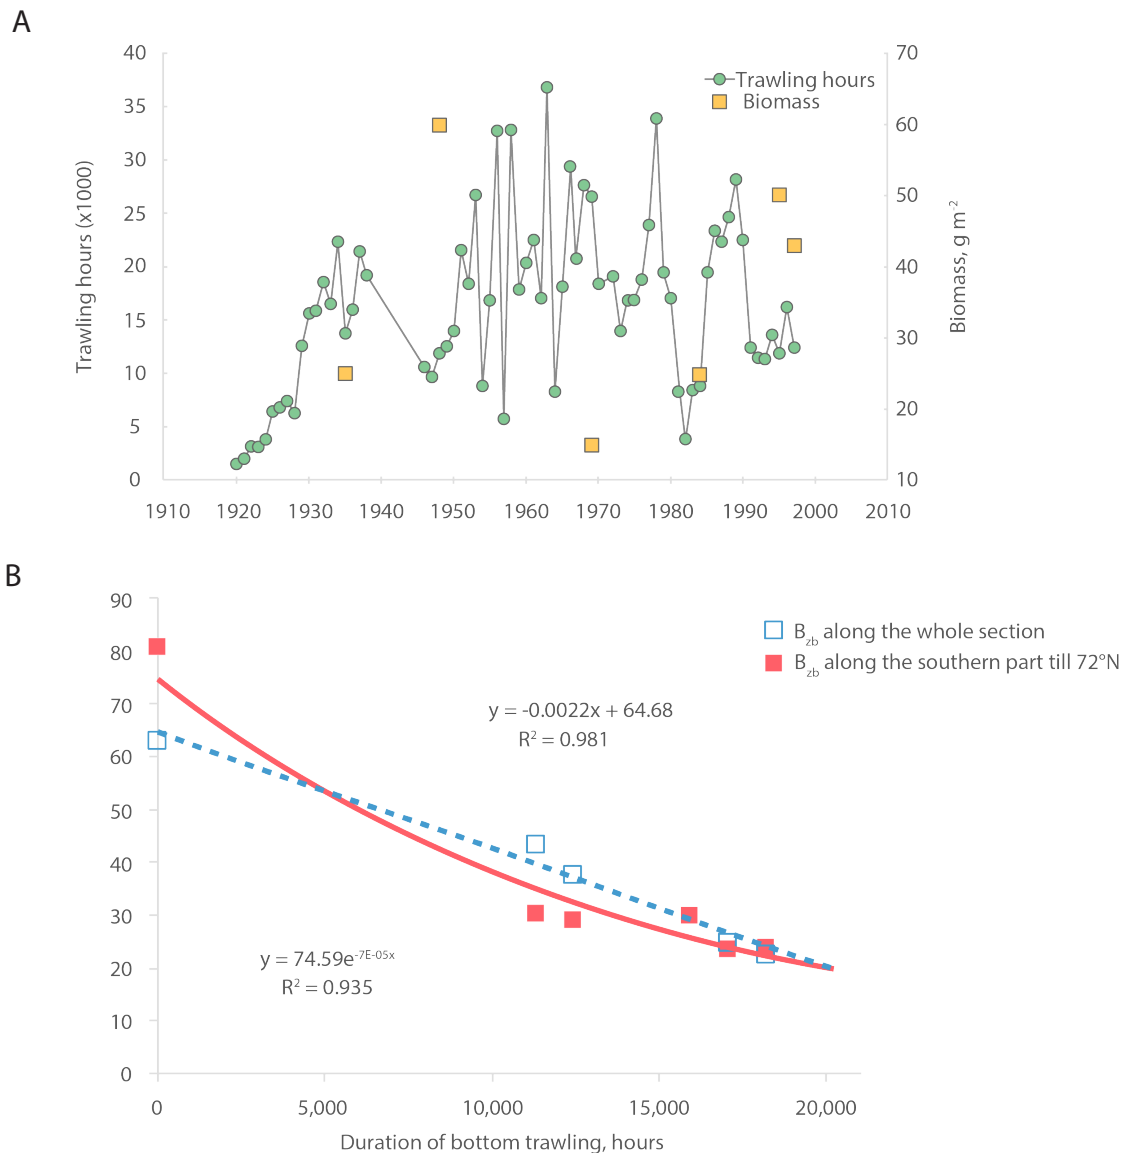 A
40
35
30
25
20
15
10
5
0
Trawling hours (x1000)
70
60
50
40
30
20
10
Biomass, g m⁻²
Trawling hours
Biomass
1910 1920 1930 1940 1950 1960 1970 1980 1990 2000 2010
B
90
80
70
60
50
40
30
20
10
0
B_zb along the whole section
B_zb along the southern part till 72°N
y = -0.0022x + 64.68
R² = 0.981
y = 74.59e^-7E-05x
R² = 0.935
0 5,000 10,000 15,000 20,000
Duration of bottom trawling, hours